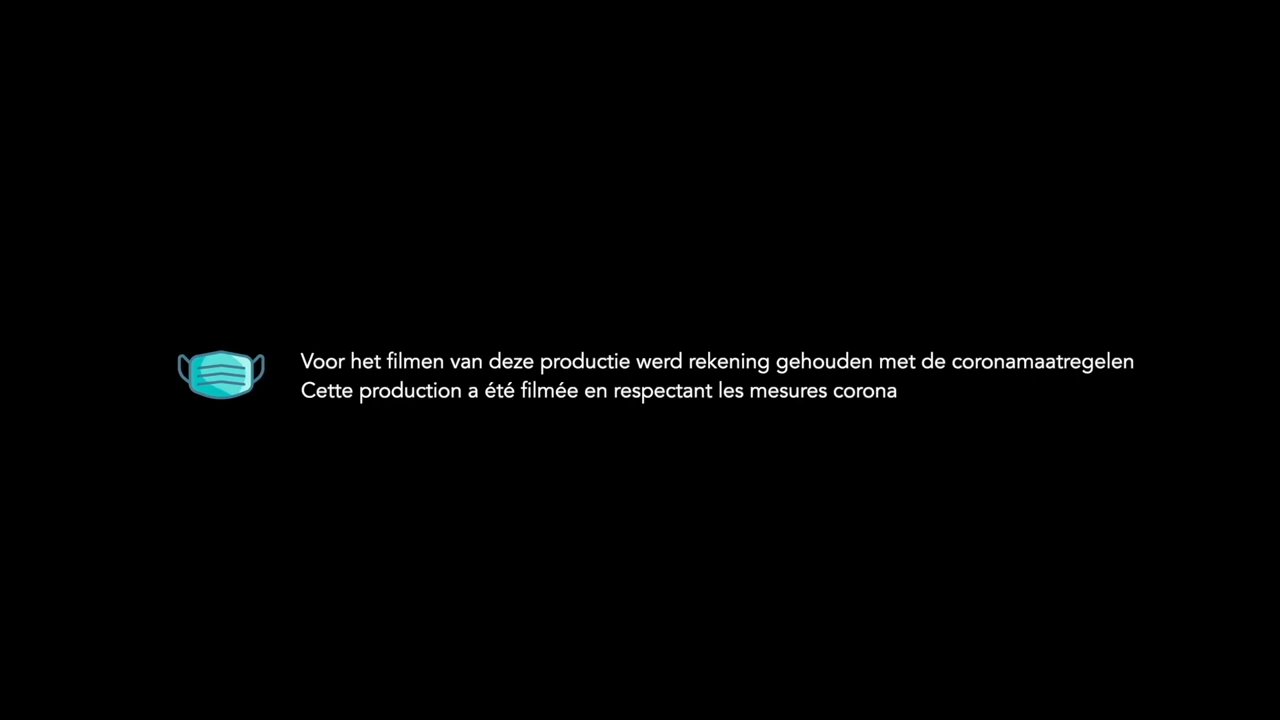 Voor het filmen van deze productie werd rekening gehouden met de coronamaatregelen
Cette production a été filmée en respectant les mesures corona